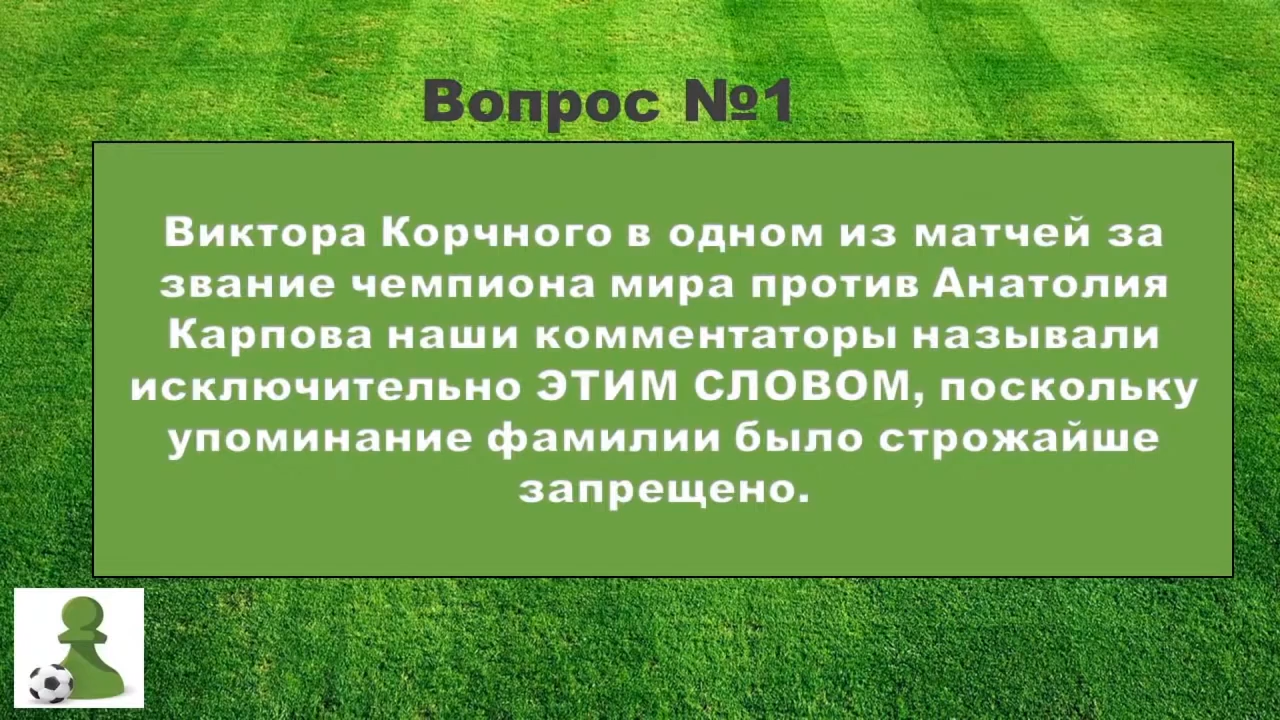 Вопрос №1
Виктора Корчного в одном из матчей за
звание чемпиона мира против Анатолия
Карпова наши комментаторы называли
исключительно ЭТИМ СЛОВОМ, поскольку
упоминание фамилии было строжайше
запрещено.